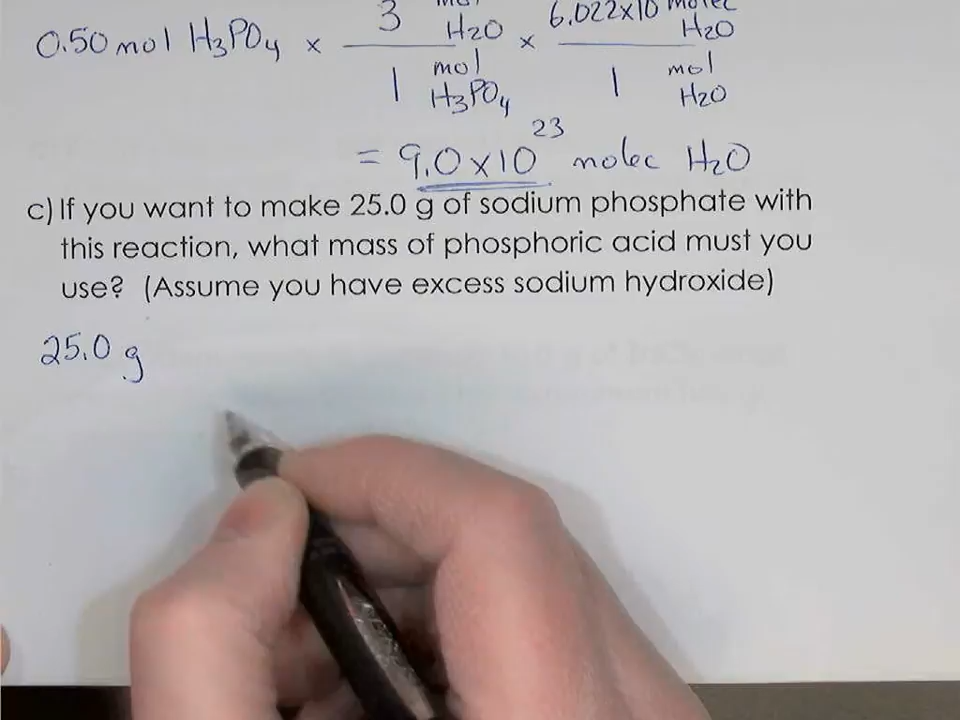 3 H2O 6.022x10 molec H2O
0.50 mol H3PO4 x x
1 mol H3PO4 1 mol H2O
= 9.0 x 10 23 molec H2O
c) If you want to make 25.0 g of sodium phosphate with
this reaction, what mass of phosphoric acid must you
use? (Assume you have excess sodium hydroxide)
25.0 g